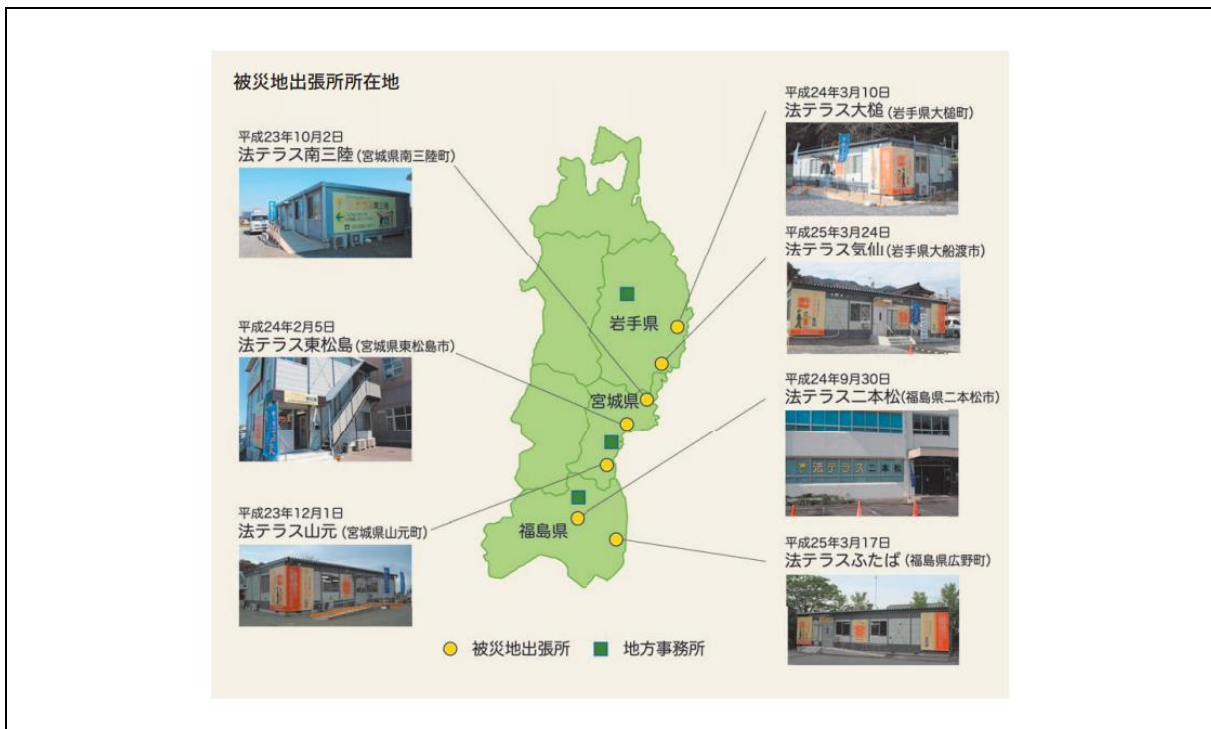 被災地出張所所在地
平成23年10月2日
法テラス南三陸(宮城県南三陸町)
平成24年2月5日
法テラス東松島(宮城県東松島市)
平成23年12月1日
法テラス山元(宮城県山元町)
平成24年3月10日
法テラス大槌(岩手県大槌町)
平成25年3月24日
法テラス気仙(岩手県大船渡市)
平成24年9月30日
法テラス二本松(福島県二本松市)
法テラス二本松
平成25年3月17日
法テラスふたば(福島県広野町)
岩手県
宮城県
福島県
被災地出張所
地方事務所